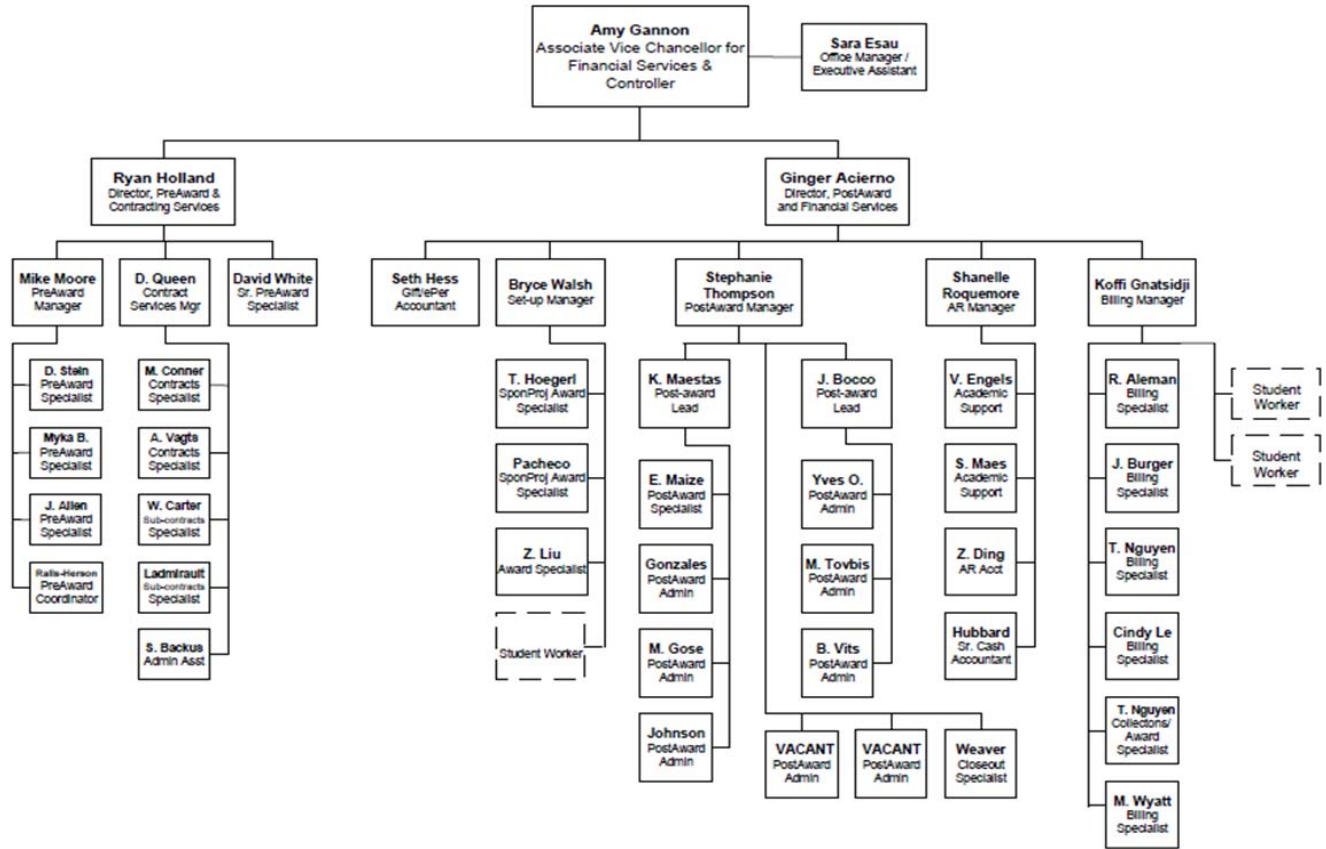 Amy Gannon
Associate Vice Chancellor for
Financial Services &
Controller
Sara Esau
Office Manager /
Executive Assistant
Ryan Holland
Director, PreAward &
Contracting Services
Ginger Acierno
Director, PostAward
and Financial Services
Mike Moore
PreAward
Manager
D. Queen
Contract
Services Mgr
David White
Sr. PreAward
Specialist
Seth Hess
Gift/ePer
Accountant
Bryce Walsh
Set-up Manager
Stephanie
Thompson
PostAward Manager
Shanelle
Roquemore
AR Manager
Koffi Gnatsidji
Billing Manager
D. Stein
PreAward
Specialist
Myka B.
PreAward
Specialist
J. Allen
PreAward
Specialist
Ralls-Herson
PreAward
Coordinator
M. Conner
Contracts
Specialist
A. Vagts
Contracts
Specialist
W. Carter
Sub-contracts
Specialist
Ladmirault
Sub-contracts
Specialist
S. Backus
Admin Asst
T. Hoegerl
SponProj Award
Specialist
Pacheco
SponProj Award
Specialist
Z. Liu
Award Specialist
Student Worker
K. Maestas
Post-award
Lead
E. Maize
PostAward
Specialist
Gonzales
PostAward
Admin
M. Gose
PostAward
Admin
Johnson
PostAward
Admin
J. Bocco
Post-award
Lead
Yves O.
PostAward
Admin
M. Tovbis
PostAward
Admin
B. Vits
PostAward
Admin
VACANT
PostAward
Admin
VACANT
PostAward
Admin
Weaver
Closeout
Specialist
V. Engels
Academic
Support
S. Maes
Academic
Support
Z. Ding
AR Acct
Hubbard
Sr. Cash
Accountant
R. Aleman
Billing
Specialist
J. Burger
Billing
Specialist
T. Nguyen
Billing
Specialist
Cindy Le
Billing
Specialist
T. Nguyen
Collectons/
Award
Specialist
M. Wyatt
Billing
Specialist
Student
Worker
Student
Worker